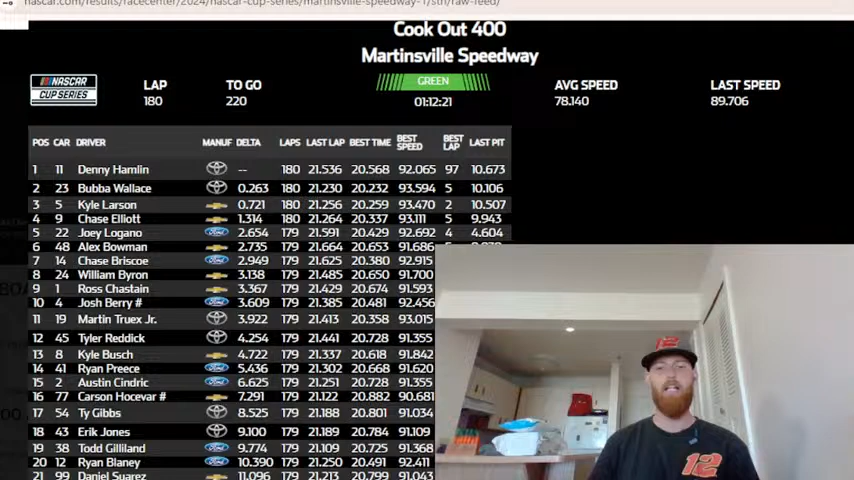 nascar.com/results/racecenter/2024/nascar-cup-series/martinsville-speedway-1/stn/raw-feed/
Cook Out 400
Martinsville Speedway
NASCAR
CUP SERIES
LAP TO GO GREEN AVG SPEED LAST SPEED
180 220 01:12:21 78.140 89.706
POS CAR DRIVER MANUF DELTA LAPS LAST LAP BEST TIME BEST SPEED BEST LAP LAST PIT
1 11 Denny Hamlin -- 180 21.536 20.568 92.065 97 10.673
2 23 Bubba Wallace 0.263 180 21.230 20.232 93.594 5 10.106
3 5 Kyle Larson 0.721 180 21.256 20.259 93.470 2 10.507
4 9 Chase Elliott 1.314 180 21.264 20.337 93.111 5 9.943
5 22 Joey Logano 2.654 179 21.591 20.429 92.692 4 4.604
6 48 Alex Bowman 2.735 179 21.664 20.653 91.686
7 14 Chase Briscoe 2.949 179 21.625 20.380 92.915
8 24 William Byron 3.138 179 21.485 20.650 91.700
9 1 Ross Chastain 3.367 179 21.429 20.674 91.593
10 4 Josh Berry # 3.609 179 21.385 20.481 92.456
11 19 Martin Truex Jr. 3.922 179 21.413 20.358 93.015
12 45 Tyler Reddick 4.254 179 21.441 20.728 91.355
13 8 Kyle Busch 4.722 179 21.337 20.618 91.842
14 41 Ryan Preece 5.436 179 21.302 20.668 91.620
15 2 Austin Cindric 6.625 179 21.251 20.728 91.355
16 77 Carson Hocevar # 7.291 179 21.122 20.882 90.681
17 54 Ty Gibbs 8.525 179 21.188 20.801 91.034
18 43 Erik Jones 9.100 179 21.189 20.784 91.109
19 38 Todd Gilliland 9.774 179 21.109 20.725 91.368
20 12 Ryan Blaney 10.390 179 21.250 20.491 92.411
21 99 Daniel Suarez 11.096 179 21.213 20.799 91.043
12
12